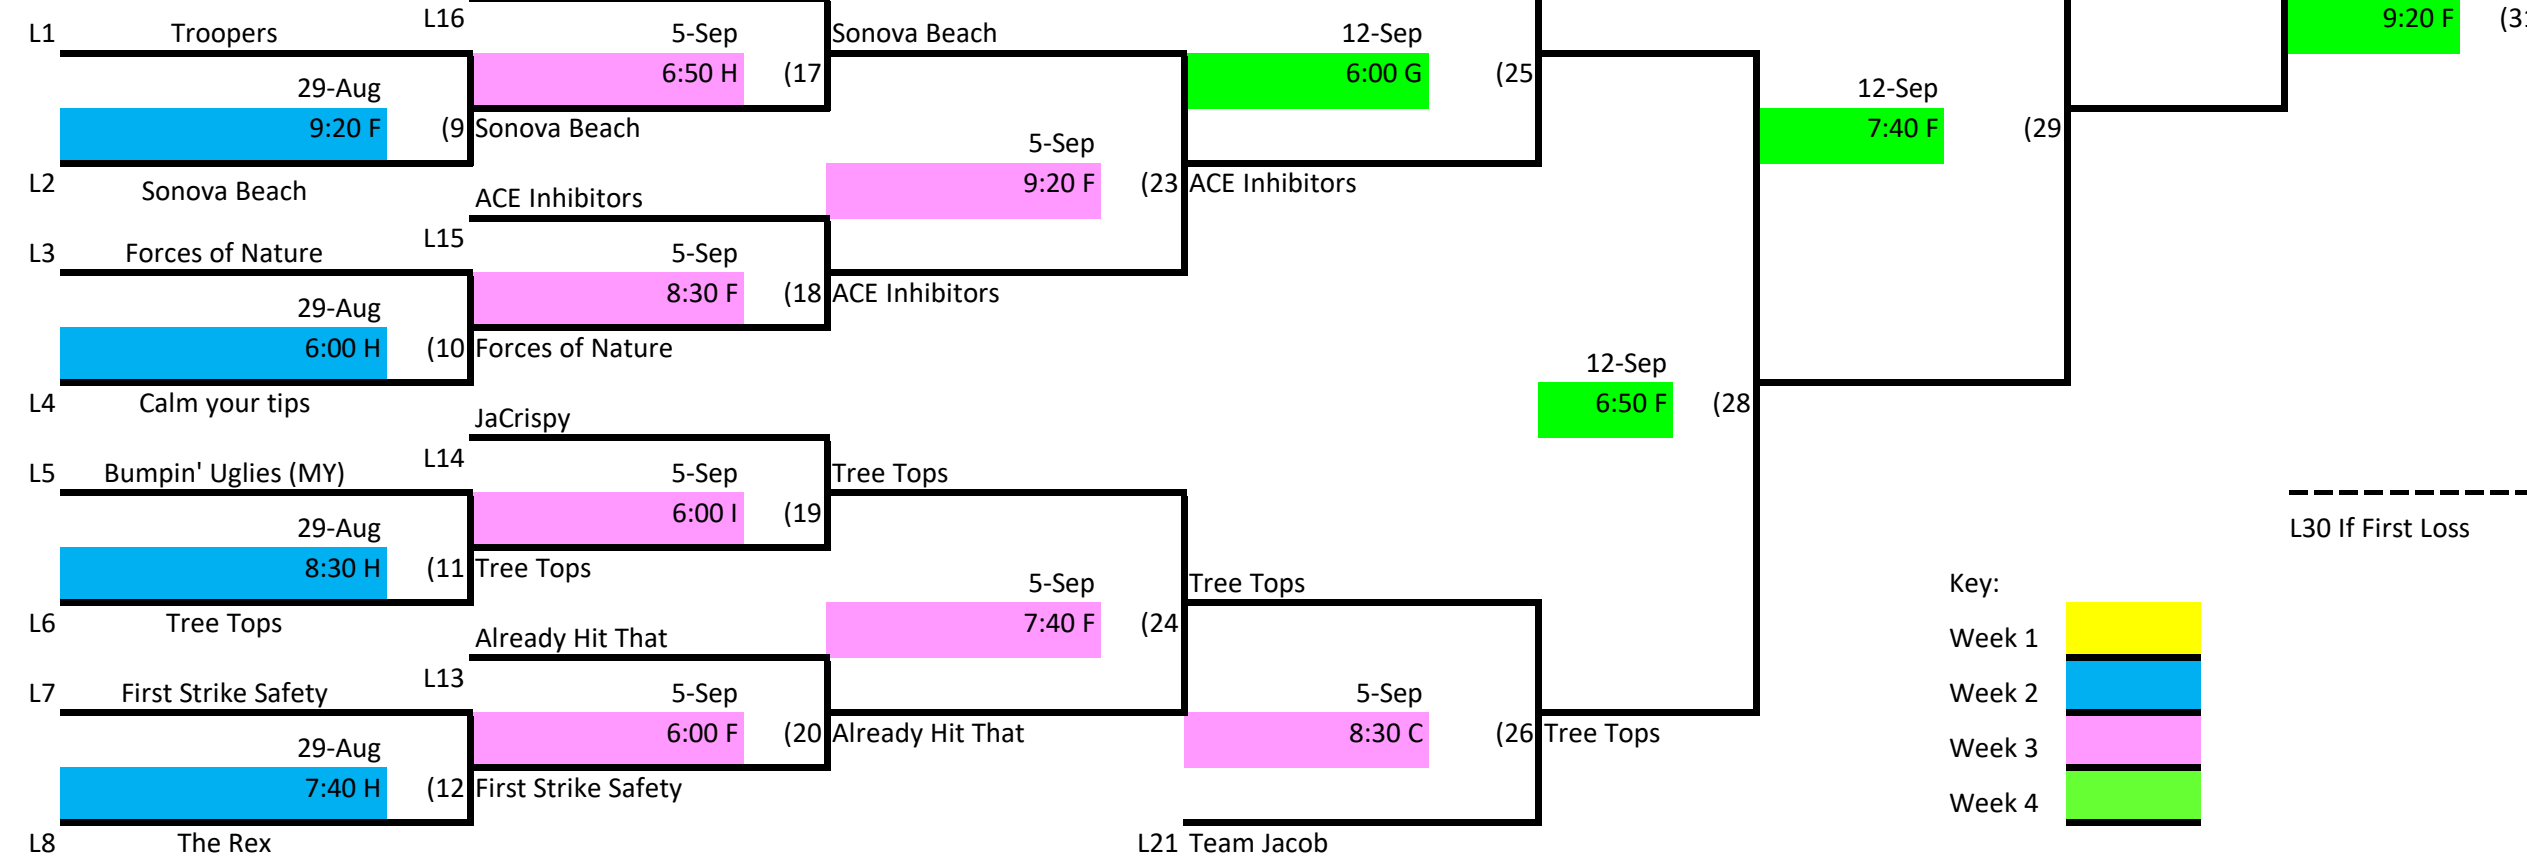 L16
9:20 F (31
L1 Troopers 5-Sep Sonova Beach 12-Sep
6:50 H (17 6:00 G (25
29-Aug 12-Sep
9:20 F (9 Sonova Beach 7:40 F (29
5-Sep
L2 Sonova Beach 9:20 F (23 ACE Inhibitors
ACE Inhibitors
L15
L3 Forces of Nature 5-Sep
8:30 F (18 ACE Inhibitors
29-Aug
6:00 H (10 Forces of Nature
12-Sep
L4 Calm your tips 6:50 F (28
JaCrispy
L14
L5 Bumpin' Uglies (MY) 5-Sep Tree Tops
6:00 I (19
29-Aug L30 If First Loss
8:30 H (11 Tree Tops
5-Sep Tree Tops Key:
L6 Tree Tops 7:40 F (24
Already Hit That Week 1
L13
L7 First Strike Safety 5-Sep 5-Sep Week 2
6:00 F (20 Already Hit That 8:30 C (26 Tree Tops
29-Aug Week 3
7:40 H (12 First Strike Safety
Week 4
L8 The Rex L21 Team Jacob